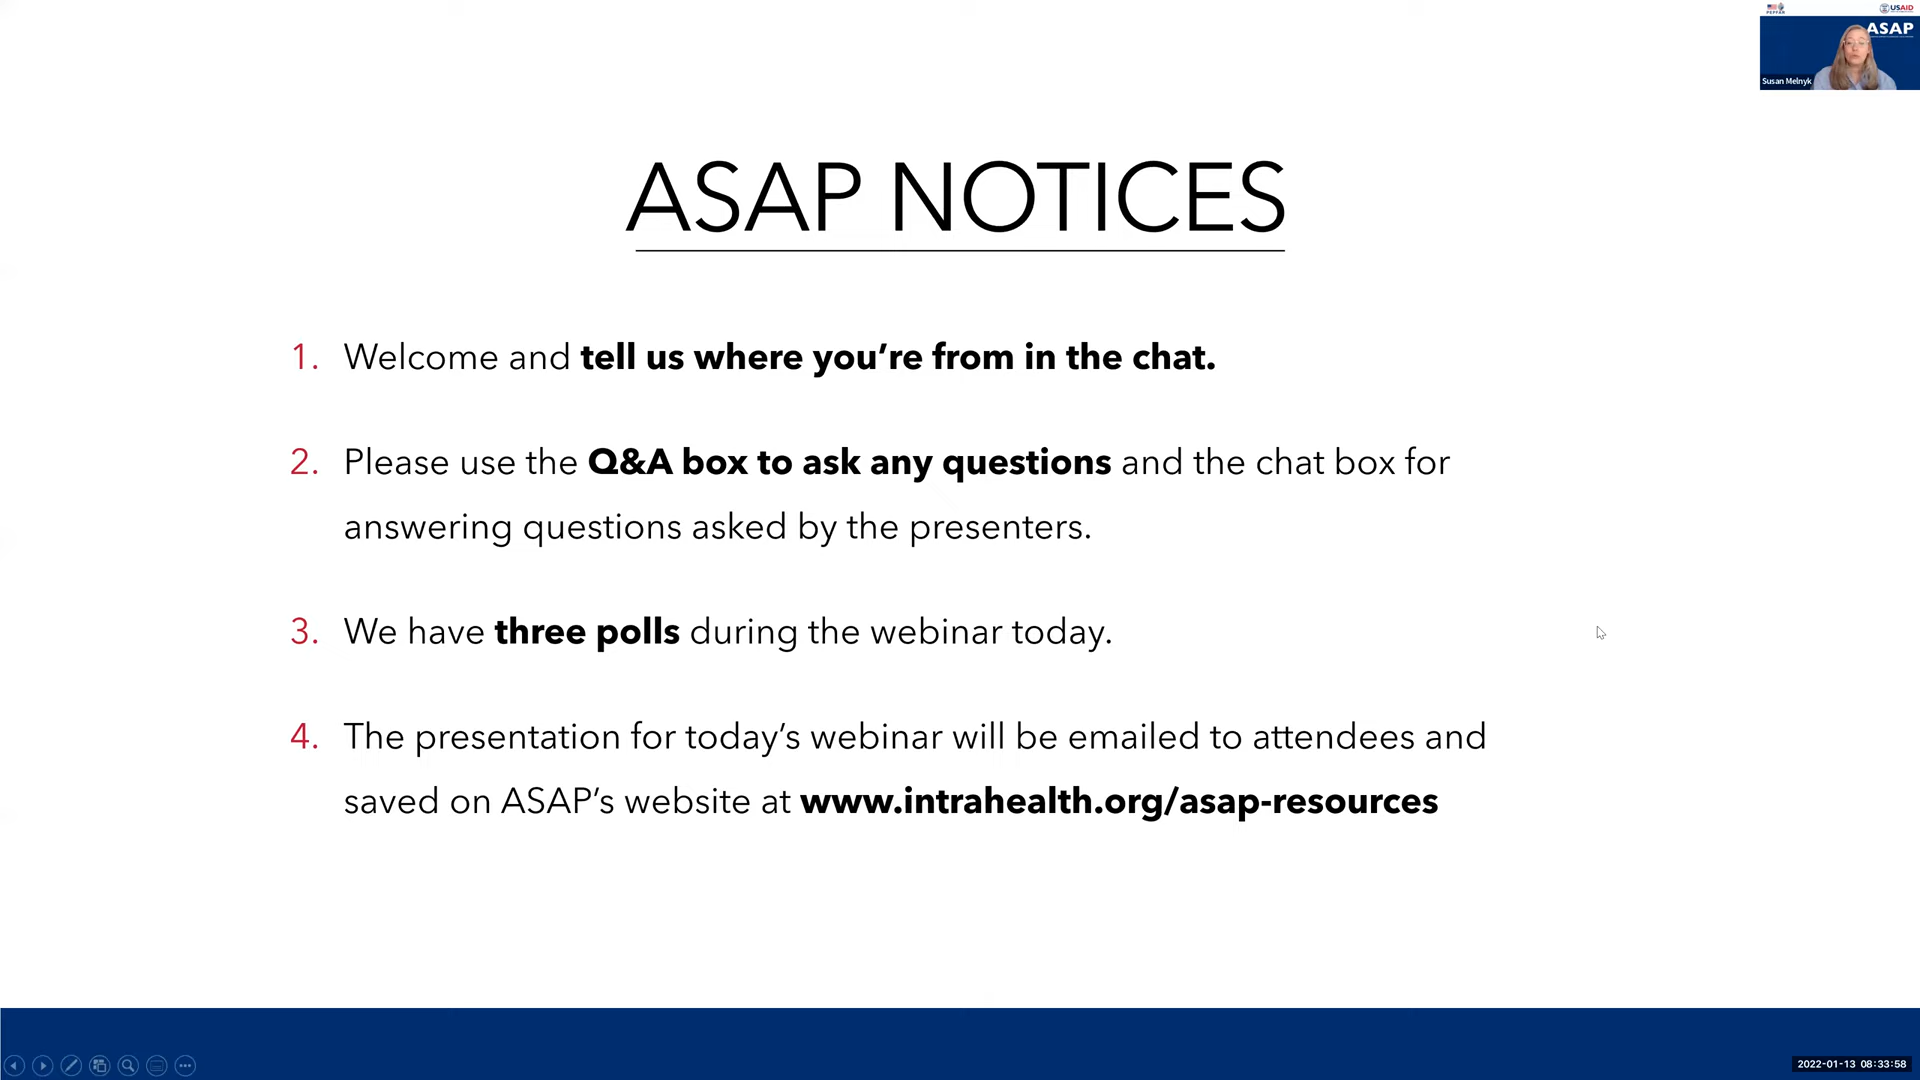 PEPFAR
USAID
ASAP
Susan Melnyk
ASAP NOTICES
1. Welcome and tell us where you’re from in the chat.
2. Please use the Q&A box to ask any questions and the chat box for
answering questions asked by the presenters.
3. We have three polls during the webinar today.
4. The presentation for today’s webinar will be emailed to attendees and
saved on ASAP’s website at www.intrahealth.org/asap-resources
2022-01-13 08:33:58